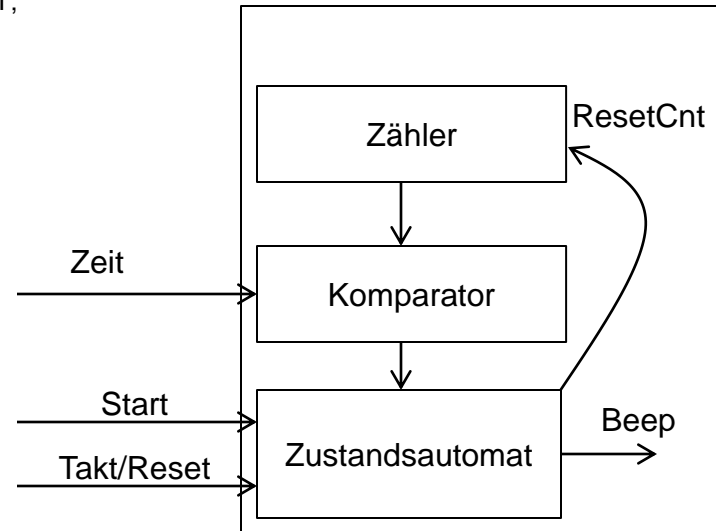 T;
ResetCnt
Zähler
Zeit
Komparator
Start
Beep
Zustandsautomat
Takt/Reset